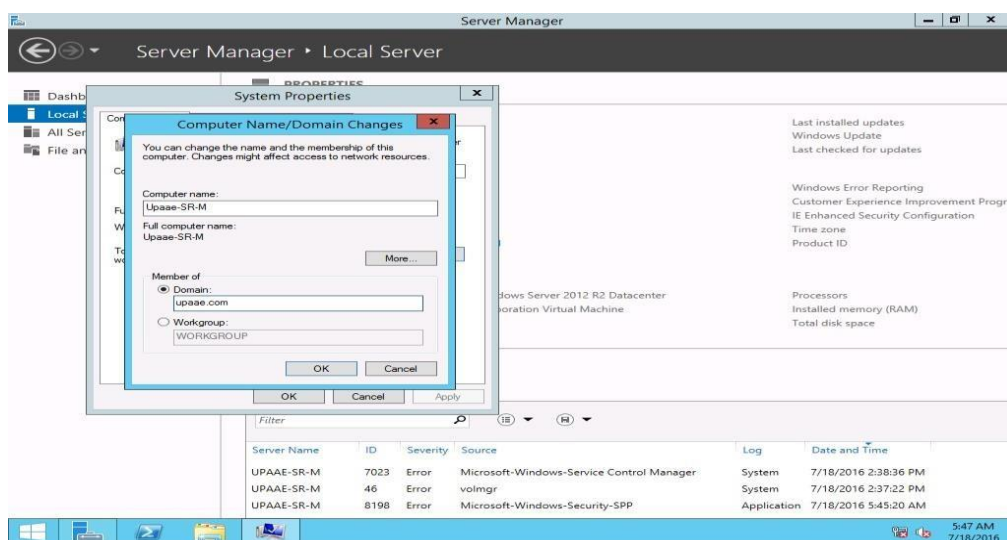 Server Manager
Server Manager • Local Server
PROPERTIES
Dashb
Local S
All Ser
File an
System Properties
Com
Computer Name/Domain Changes
You can change the name and the membership of this
computer. Changes might affect access to network resources.
Computer name:
Upaae-SR-M
Full computer name:
Upaae-SR-M
More...
Member of
Domain:
upaae.com
Workgroup:
WORKGROUP
OK Cancel
OK Cancel Apply
Last installed updates
Windows Update
Last checked for updates
Windows Error Reporting
Customer Experience Improvement Progr
IE Enhanced Security Configuration
Time zone
Product ID
dows Server 2012 R2 Datacenter
oration Virtual Machine
Processors
Installed memory (RAM)
Total disk space
Filter
Server Name ID Severity Source Log Date and Time
UPAAE-SR-M 7023 Error Microsoft-Windows-Service Control Manager System 7/18/2016 2:38:36 PM
UPAAE-SR-M 46 Error volmgr System 7/18/2016 2:37:22 PM
UPAAE-SR-M 8198 Error Microsoft-Windows-Security-SPP Application 7/18/2016 5:45:20 AM
5:47 AM
7/18/2016